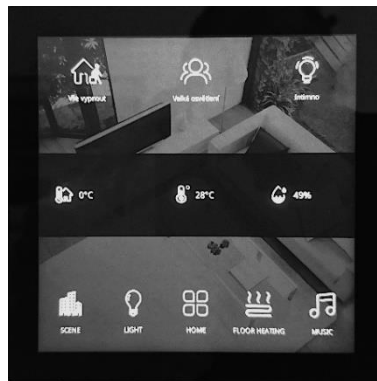 Vše vypnout
Velké osvětlení
Intimno
0°C
28°C
49%
SCENE
LIGHT
HOME
FLOOR HEATING
MUSIC